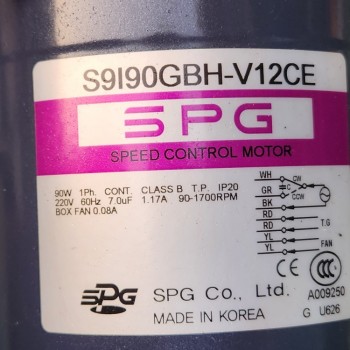 S9I90GBH-V12CE
SPG
SPEED CONTROL MOTOR
90W 1Ph. CONT. CLASS B T.P. IP20
220V 60Hz 7.0uF 1.17A 90-1700RPM
BOX FAN 0.08A
WH
CW
C
GR
CCW
BK
RD
T.G
RD
YL
FAN
YL
SPG SPG Co., Ltd.
MADE IN KOREA
CE CCC
A009250
G U626